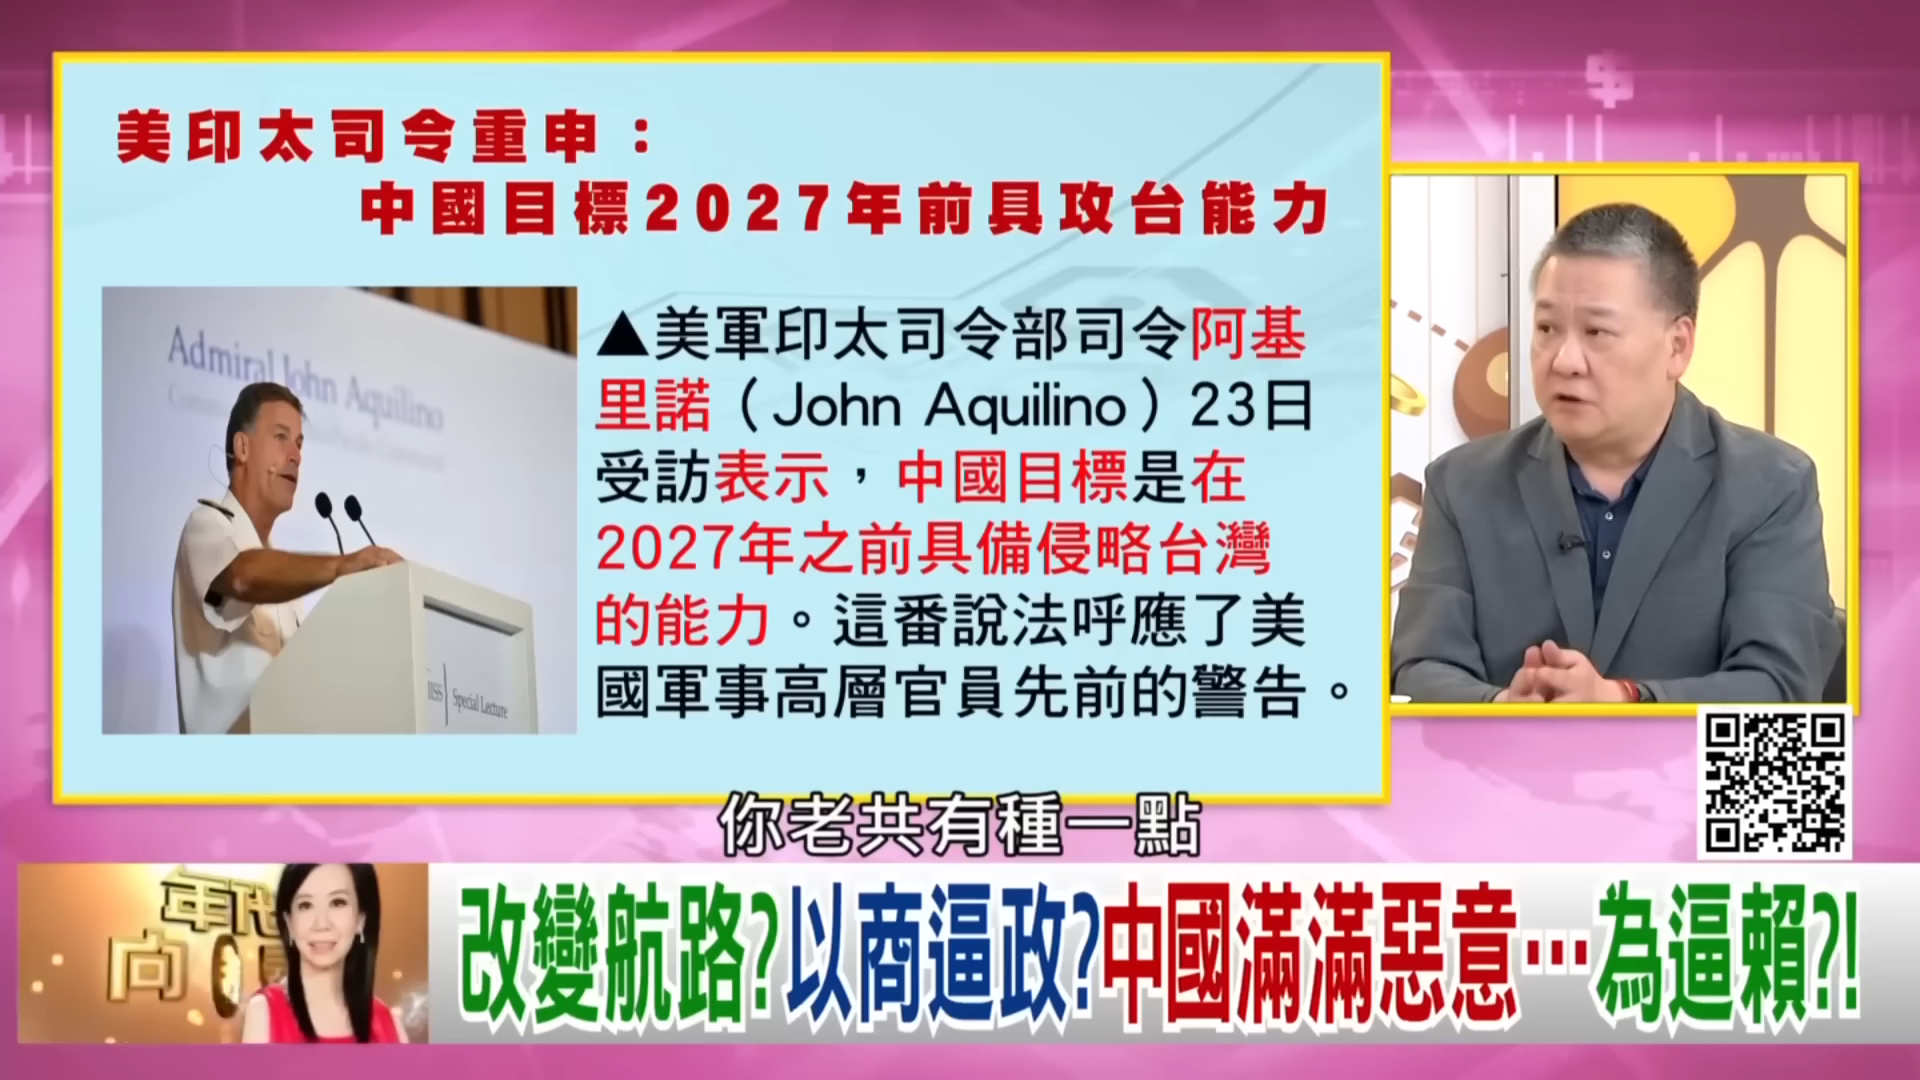 美印太司令重申：
中國目標2027年前具攻台能力
Admiral John Aquilino
▲美軍印太司令部司令阿基
里諾（John Aquilino）23日
受訪表示，中國目標是在
2027年之前具備侵略台灣
的能力。這番說法呼應了美
國軍事高層官員先前的警告。
IISS Special Lecture
你老共有種一點
年代
向
改變航路?以商逼政?中國滿滿惡意…為逼賴?!